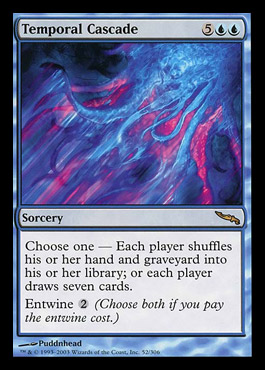 Temporal Cascade 5
Sorcery
Choose one — Each player shuffles
his or her hand and graveyard into
his or her library; or each player
draws seven cards.
Entwine 2 (Choose both if you pay
the entwine cost.)
Puddnhead
™ & © 1993–2003 Wizards of the Coast, Inc. 52/306